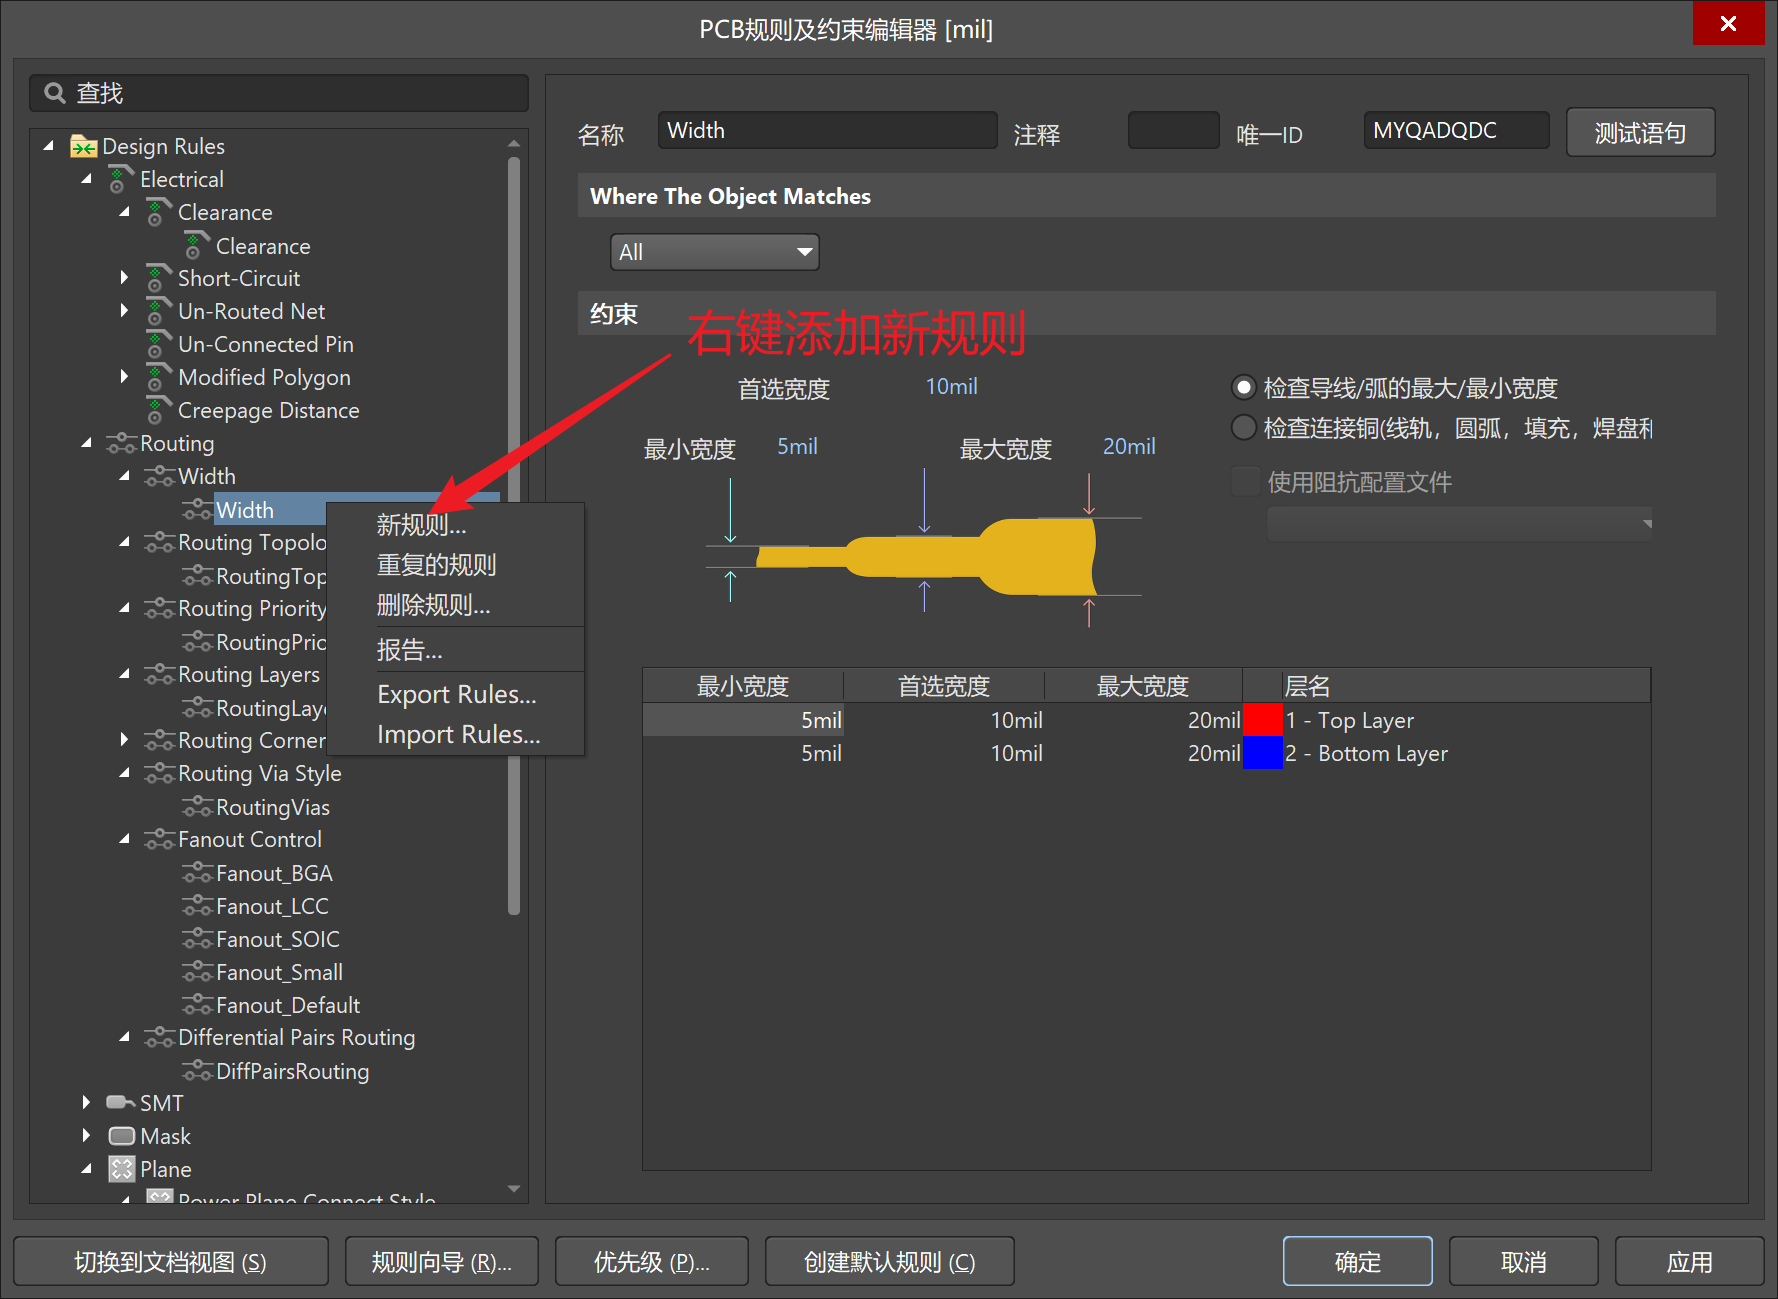 PCB规则及约束编辑器 [mil]
查找
Design Rules
Electrical
Clearance
Clearance
Short-Circuit
Un-Routed Net
Un-Connected Pin
Modified Polygon
Creepage Distance
Routing
Width
Width
Routing Topolo
RoutingTop
Routing Priority
RoutingPrio
Routing Layers
RoutingLaye
Routing Corner
Routing Via Style
RoutingVias
Fanout Control
Fanout_BGA
Fanout_LCC
Fanout_SOIC
Fanout_Small
Fanout_Default
Differential Pairs Routing
DiffPairsRouting
SMT
Mask
Plane
Power Plane Connect Style
新规则...
重复的规则
删除规则...
报告...
Export Rules...
Import Rules...
名称 Width 注释 唯一ID MYQADQDC 测试语句
Where The Object Matches
All
约束
右键添加新规则
首选宽度 10mil
最小宽度 5mil 最大宽度 20mil
检查导线/弧的最大/最小宽度
检查连接铜(线轨，圆弧，填充，焊盘和
使用阻抗配置文件
最小宽度 首选宽度 最大宽度 层名
5mil 10mil 20mil 1 - Top Layer
5mil 10mil 20mil 2 - Bottom Layer
切换到文档视图 (S) 规则向导 (R)... 优先级 (P)... 创建默认规则 (C) 确定 取消 应用